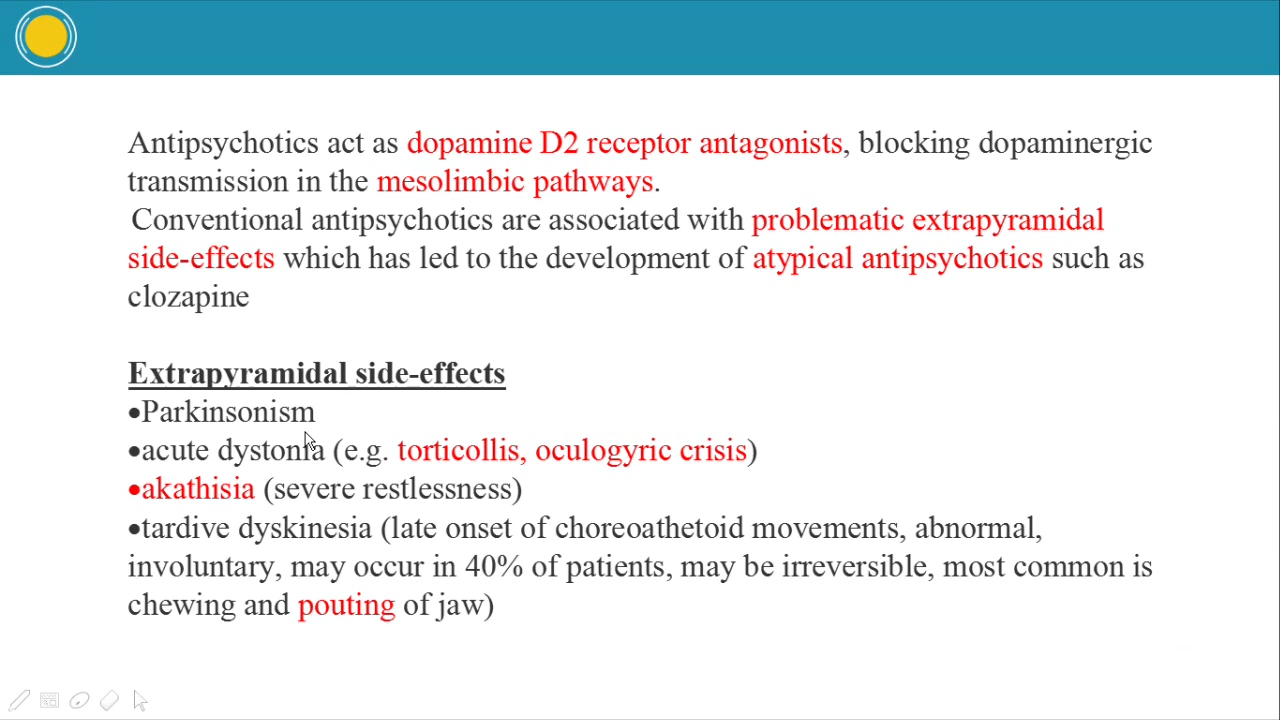 Antipsychotics act as dopamine D2 receptor antagonists, blocking dopaminergic
transmission in the mesolimbic pathways.
Conventional antipsychotics are associated with problematic extrapyramidal
side-effects which has led to the development of atypical antipsychotics such as
clozapine
Extrapyramidal side-effects
•Parkinsonism
•acute dystonia (e.g. torticollis, oculogyric crisis)
•akathisia (severe restlessness)
•tardive dyskinesia (late onset of choreoathetoid movements, abnormal,
involuntary, may occur in 40% of patients, may be irreversible, most common is
chewing and pouting of jaw)